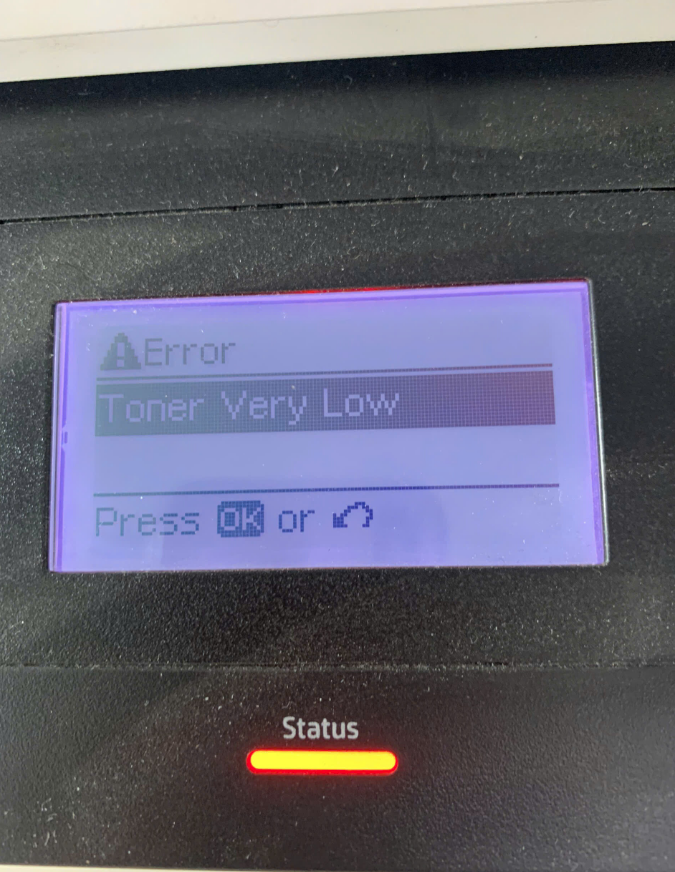 Error
Toner Very Low
Press OK or
Status